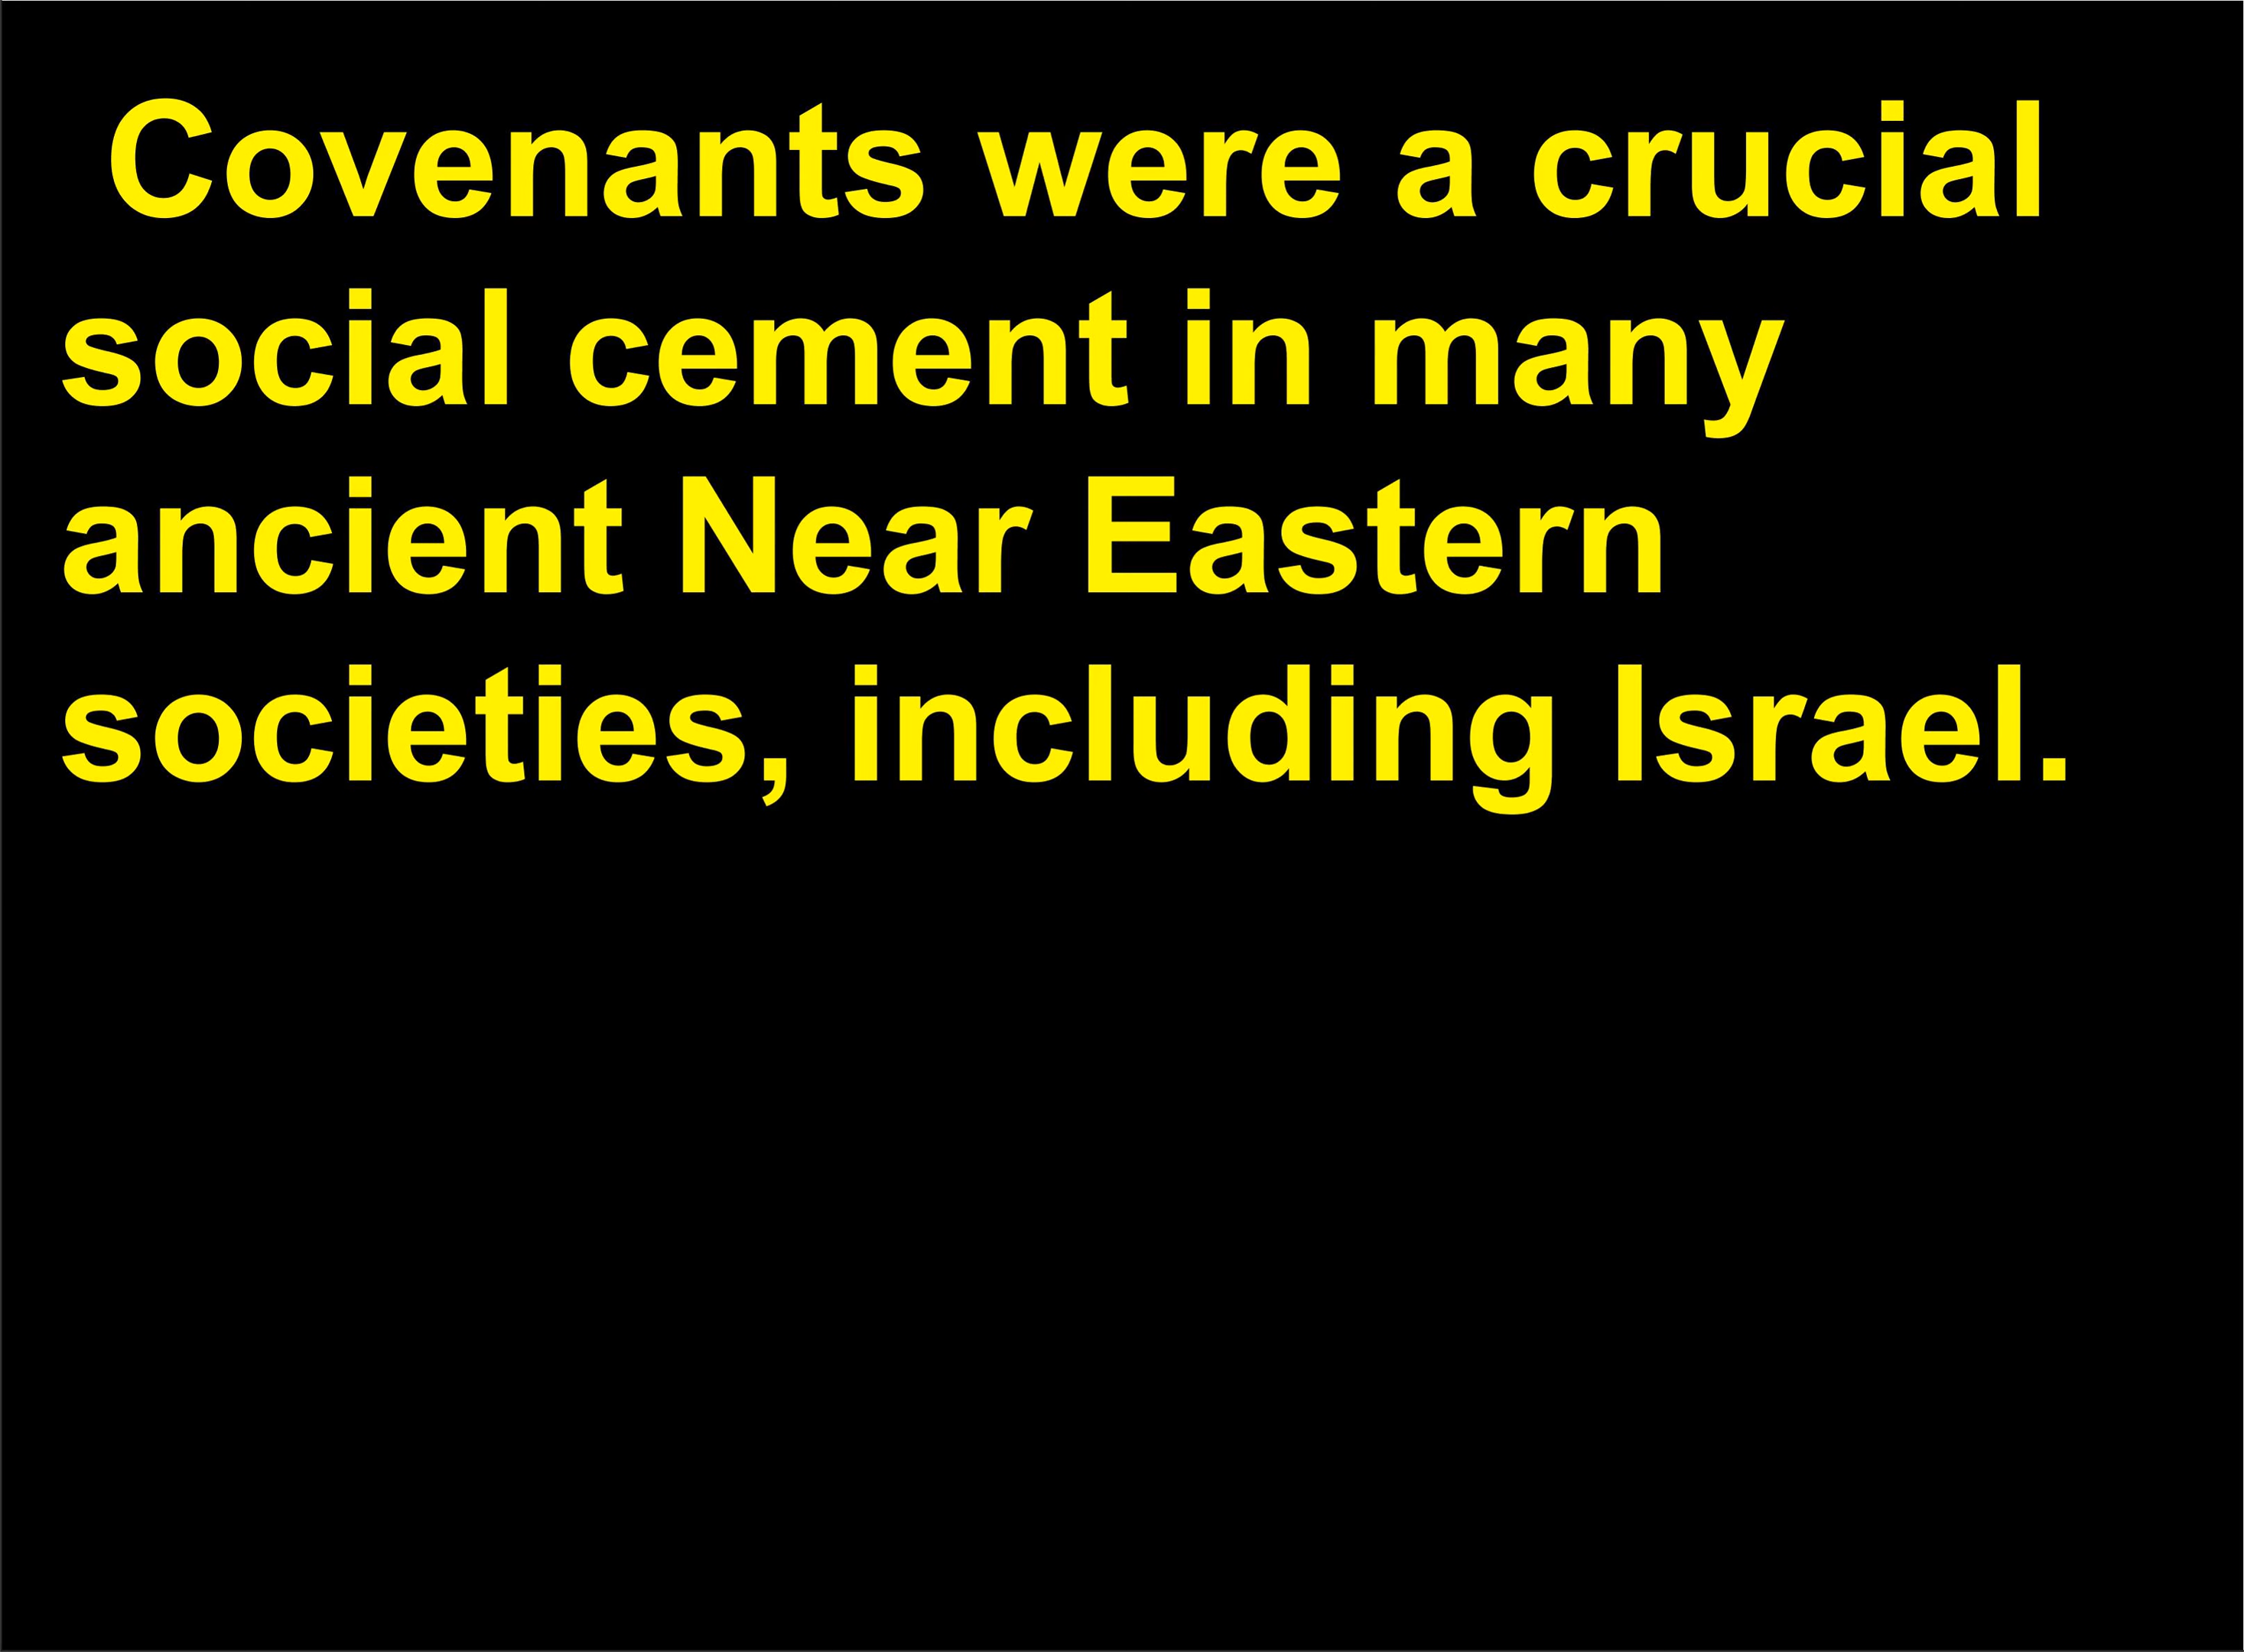 Covenants were a crucial
social cement in many
ancient Near Eastern
societies, including Israel.